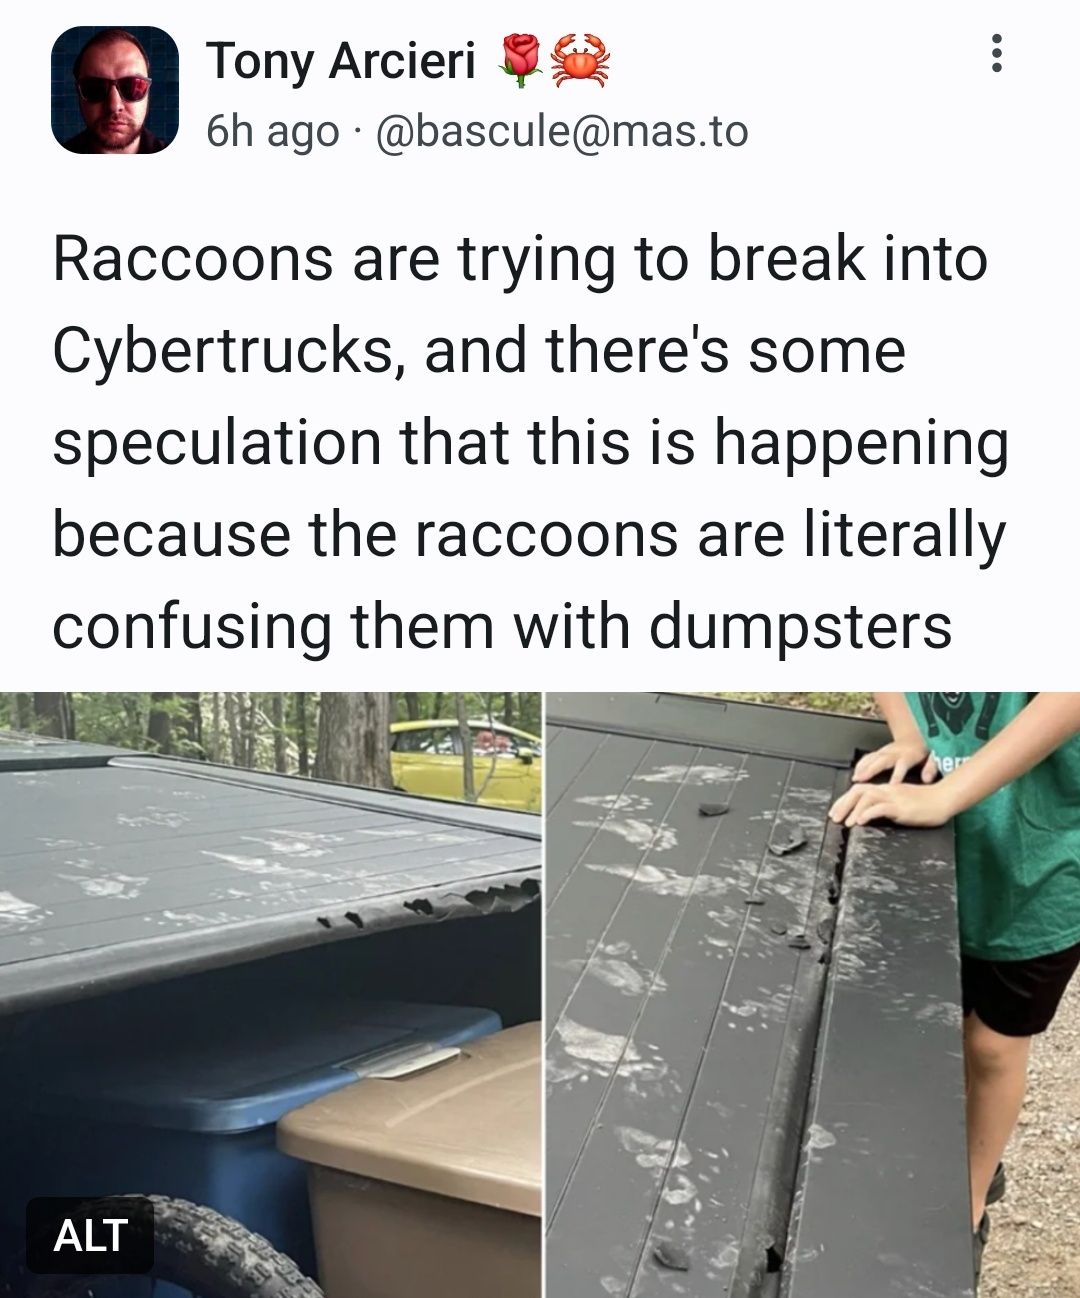 Tony Arcieri 🌹🦀
6h ago · @bascule@mas.to
Raccoons are trying to break into
Cybertrucks, and there's some
speculation that this is happening
because the raccoons are literally
confusing them with dumpsters
ALT